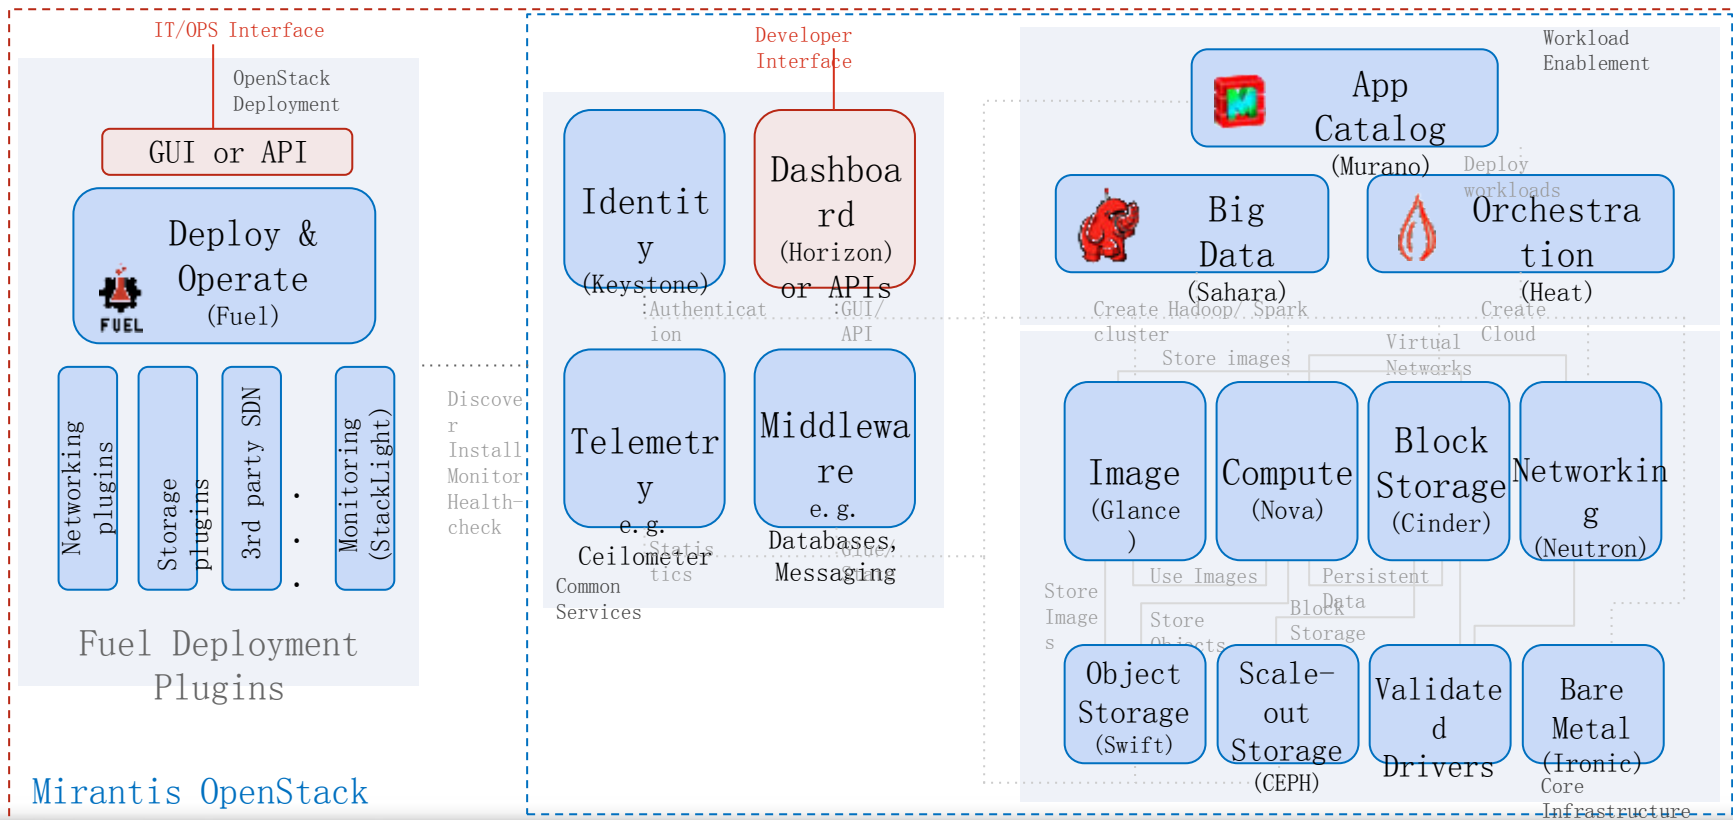 IT/OPS Interface
OpenStack
Deployment
GUI or API
Deploy &
Operate
(Fuel)
FUEL
Networking
plugins
Storage
plugins
3rd party SDN
. . .
Monitoring
(StackLight)
Fuel Deployment
Plugins
Mirantis OpenStack
Discove
r
Install
Monitor
Health-
check
Developer
Interface
Identit
y
(Keystone)
Dashboa
rd
(Horizon)
or APIs
:Authenticat
ion
:GUI/
API
Telemetr
y
e.g.
Ceilometer
Middlewa
re
e.g.
Databases,
Messaging
Statis
tics
Glue/
State
Common
Services
Workload
Enablement
M
App
Catalog
(Murano)
Deploy
workloads
Big
Data
(Sahara)
Orchestra
tion
(Heat)
Create Hadoop/ Spark
cluster
Create
Cloud
Store images
Virtual
Networks
Image
(Glance
)
Compute
(Nova)
Block
Storage
(Cinder)
Networkin
g
(Neutron)
Store
Image
s
Use Images
Persistent
Data
Store
Objects
Block
Storage
Object
Storage
(Swift)
Scale-
out
Storage
(CEPH)
Validate
d
Drivers
Bare
Metal
(Ironic)
Core
Infrastructure